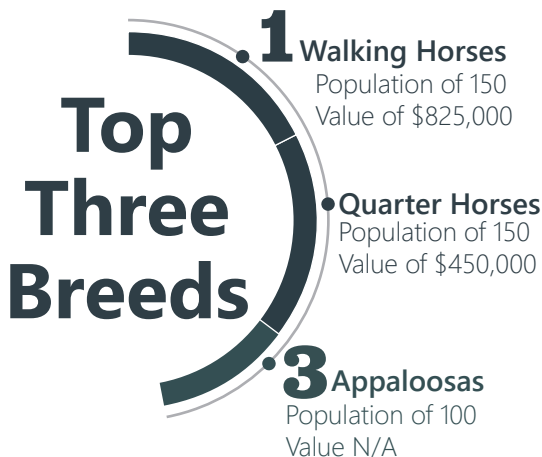 Top
Three
Breeds
1 Walking Horses
Population of 150
Value of $825,000
Quarter Horses
Population of 150
Value of $450,000
3 Appaloosas
Population of 100
Value N/A